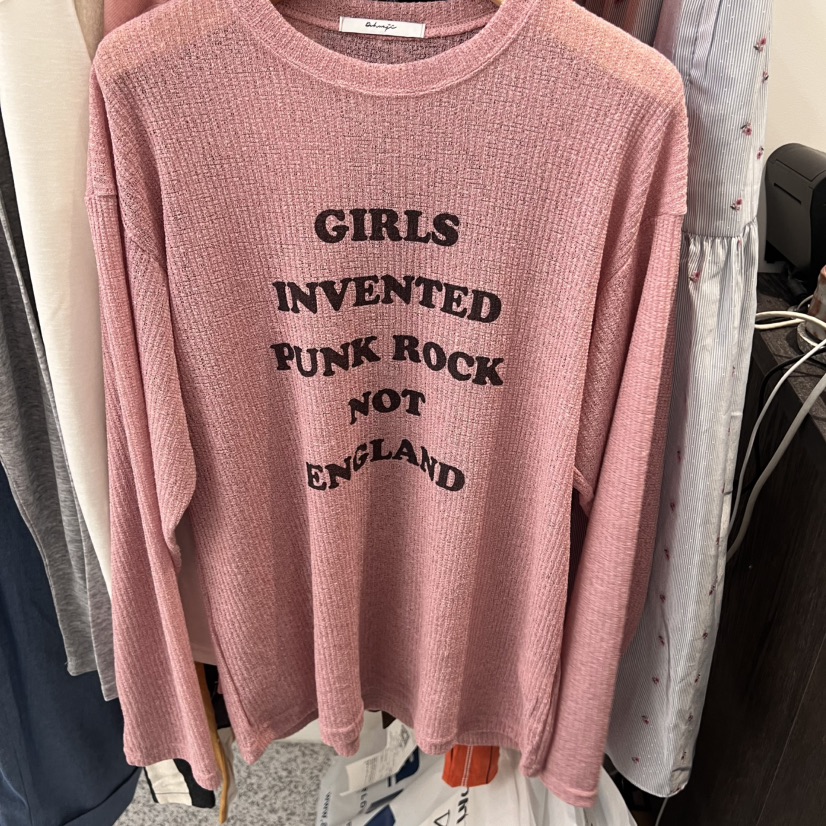 GIRLS
INVENTED
PUNK ROCK
NOT
ENGLAND